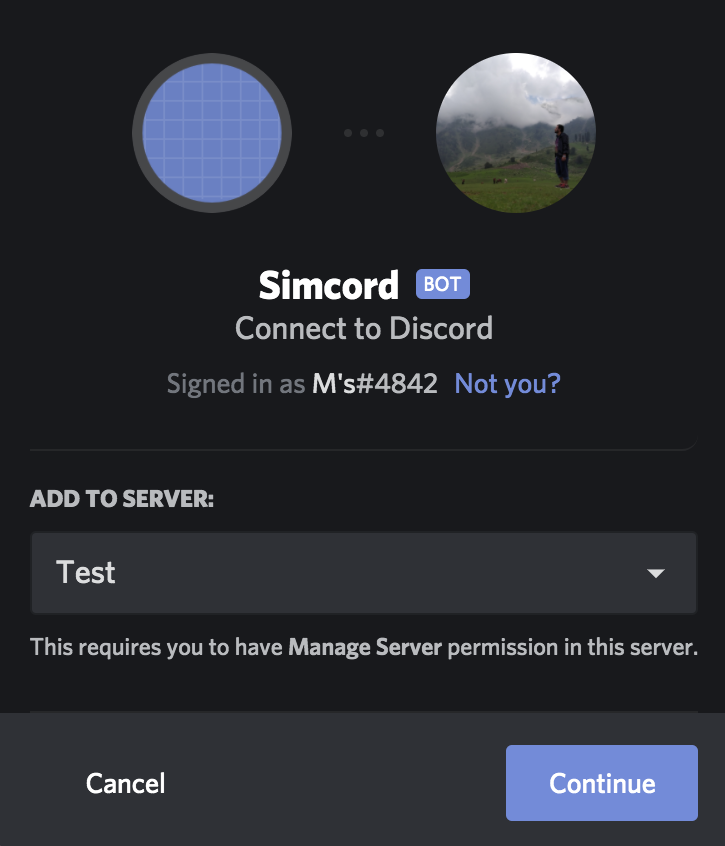 Simcord BOT
Connect to Discord
Signed in as M's#4842 Not you?
ADD TO SERVER:
Test
This requires you to have Manage Server permission in this server.
Cancel Continue